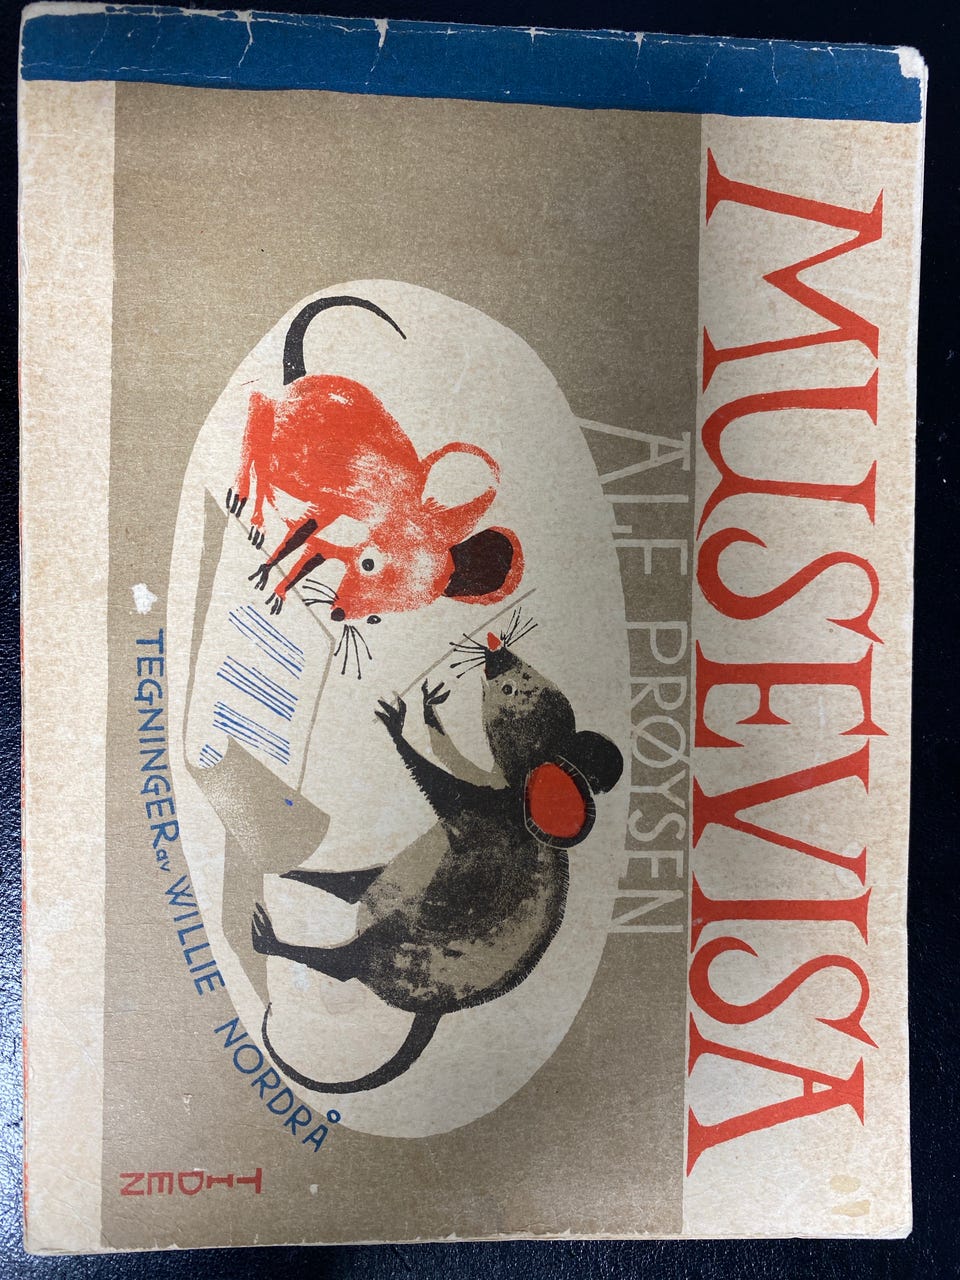 MUSEVISA
ALF PRØYSEN
TEGNINGER av WILLIE NORDRÅ
TIDEN